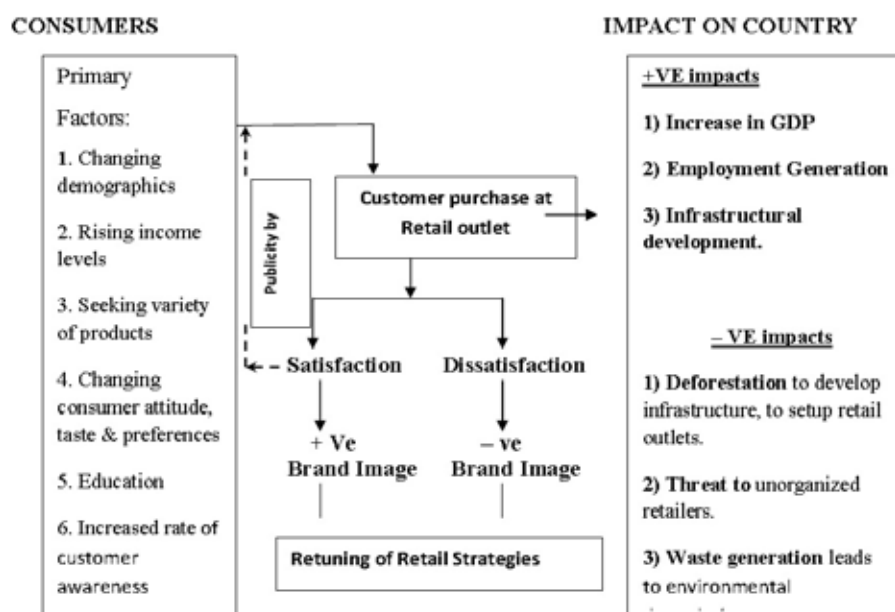 CONSUMERS
IMPACT ON COUNTRY
Primary
Factors:
1. Changing
demographics
2. Rising income
levels
3. Seeking variety
of products
4. Changing
consumer attitude,
taste & preferences
5. Education
6. Increased rate of
customer
awareness
Publicity by
Customer purchase at
Retail outlet
Satisfaction
Dissatisfaction
+ Ve
Brand Image
– ve
Brand Image
Retuning of Retail Strategies
+VE impacts
1) Increase in GDP
2) Employment Generation
3) Infrastructural
development.
– VE impacts
1) Deforestation to develop
infrastructure, to setup retail
outlets.
2) Threat to unorganized
retailers.
3) Waste generation leads
to environmental